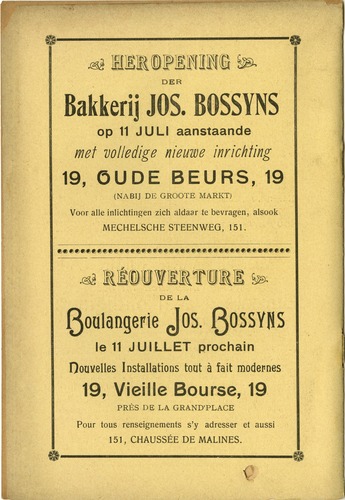 HEROPENING
DER
Bakkerij JOS. BOSSYNS
op 11 JULI aanstaande
met volledige nieuwe inrichting
19, OUDE BEURS, 19
(NABIJ DE GROOTE MARKT)
Voor alle inlichtingen zich aldaar te bevragen, alsook
MECHELSCHE STEENWEG, 151.
RÉOUVERTURE
DE LA
Boulangerie Jos. Bossyns
le 11 JUILLET prochain
Nouvelles Installations tout à fait modernes
19, Vieille Bourse, 19
PRÈS DE LA GRAND'PLACE
Pour tous renseignements s'y adresser et aussi
151, CHAUSSÉE DE MALINES.